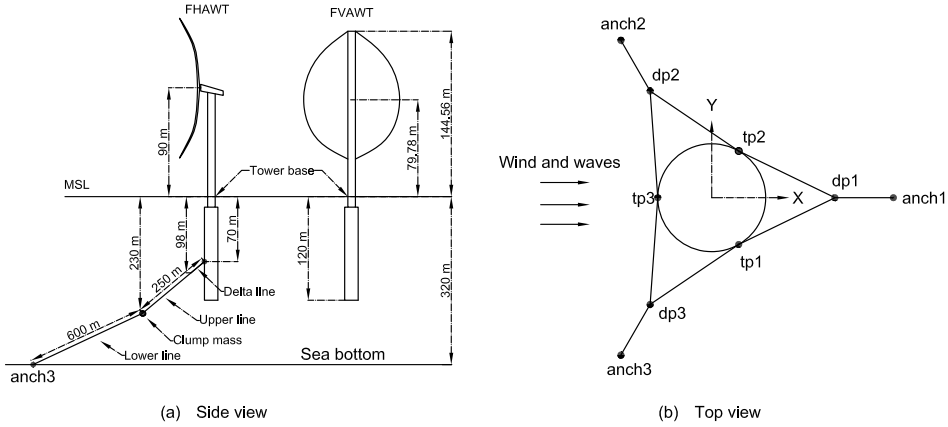 FHAWT
FVAWT
90 m
144.56 m
79.78 m
MSL
Tower base
230 m
98 m
70 m
120 m
320 m
250 m
Delta line
Upper line
600 m
Clump mass
Lower line
Sea bottom
anch3
(a) Side view
anch2
dp2
Y
tp2
Wind and waves
dp1
tp3
X
anch1
tp1
dp3
anch3
(b) Top view